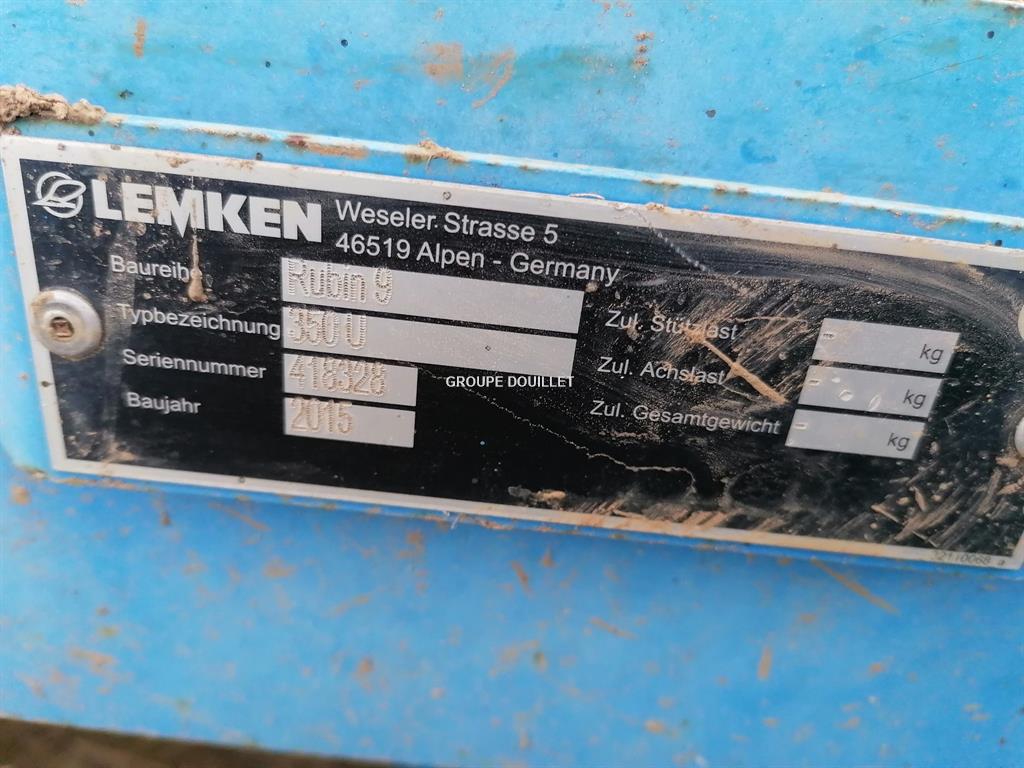 LEMKEN
Weseler Strasse 5
46519 Alpen - Germany
Baureihe Rubin 9
Typbezeichnung 350 U
Seriennummer 418328
Baujahr 2015
Zul. Stützlast - kg
Zul. Achslast - kg
Zul. Gesamtgewicht - kg
GROUPE DOUILLET